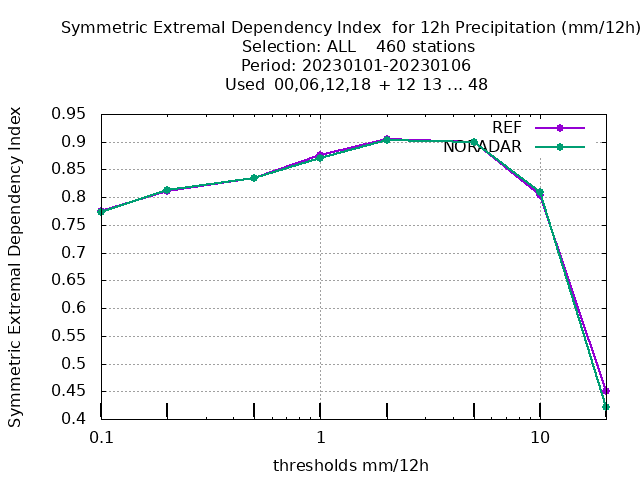 Symmetric Extremal Dependency Index  for 12h Precipitation (mm/12h)
Selection: ALL    460 stations
Period: 20230101-20230106
Used  00,06,12,18  + 12 13 ... 48
Symmetric Extremal Dependency Index
0.95
0.9
0.85
0.8
0.75
0.7
0.65
0.6
0.55
0.5
0.45
0.4
REF
NORADAR
0.1
1
10
thresholds mm/12h